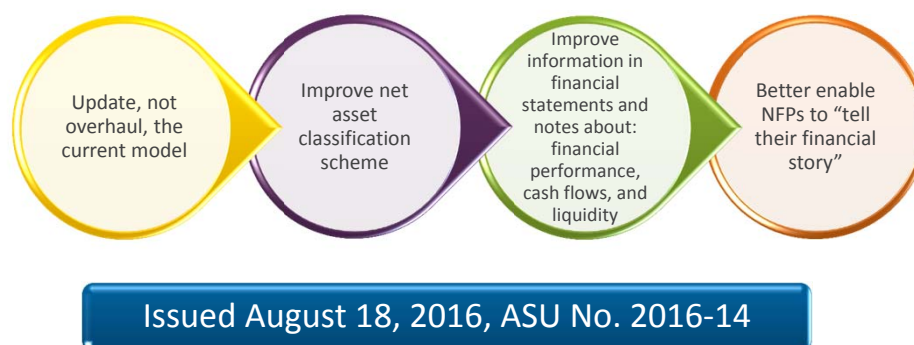 Update, not
overhaul, the
current model
Improve net
asset
classification
scheme
Improve
information in
financial
statements and
notes about:
financial
performance,
cash flows, and
liquidity
Better enable
NFPs to “tell
their financial
story”
Issued August 18, 2016, ASU No. 2016-14